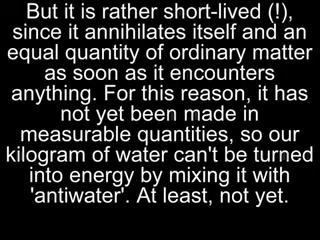 But it is rather short-lived (!),
since it annihilates itself and an
equal quantity of ordinary matter
as soon as it encounters
anything. For this reason, it has
not yet been made in
measurable quantities, so our
kilogram of water can't be turned
into energy by mixing it with
'antiwater'. At least, not yet.